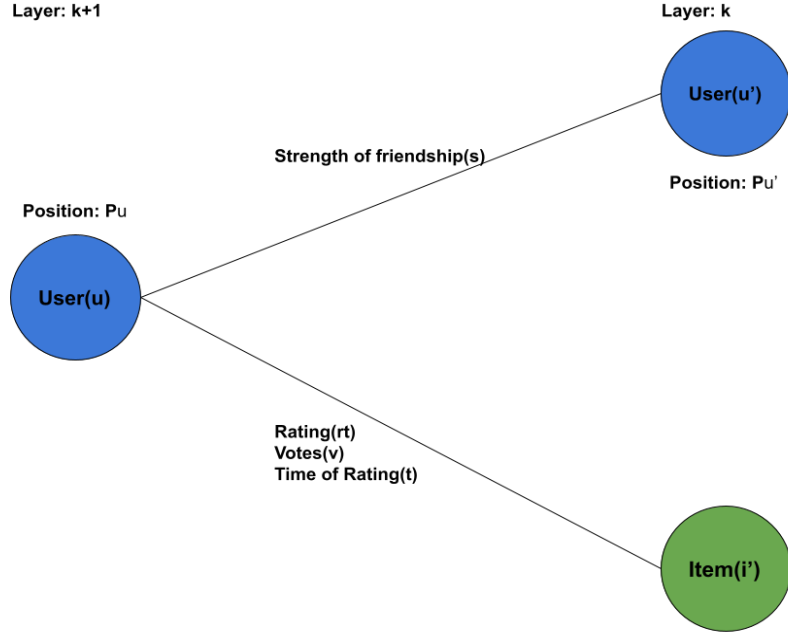 Layer: k+1
Layer: k
User(u’)
Strength of friendship(s)
Position: Pu’
Position: Pu
User(u)
Rating(rt)
Votes(v)
Time of Rating(t)
Item(i’)